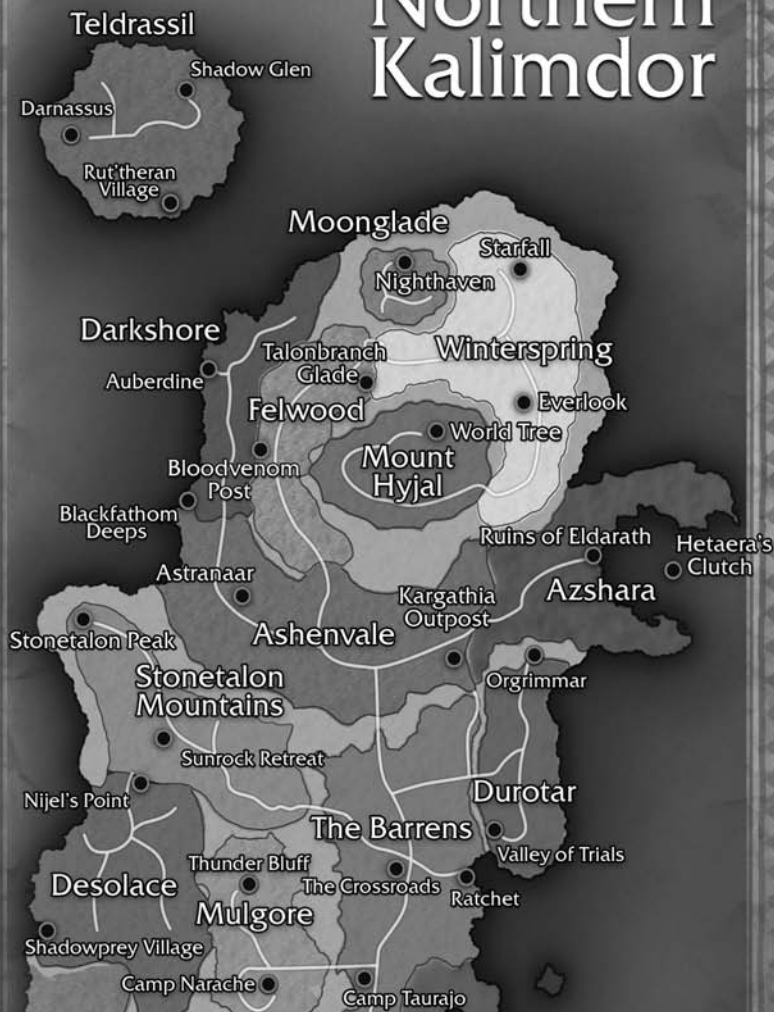 Northern
Kalimdor
Teldrassil
Shadow Glen
Darnassus
Rut'theran
Village
Moonglade
Starfall
Nighthaven
Darkshore
Talonbranch
Glade
Winterspring
Auberdine
Felwood
Everlook
World Tree
Mount
Hyjal
Bloodvenom
Post
Blackfathom
Deeps
Ruins of Eldarath
Hetaera's
Clutch
Astranaar
Kargathia
Outpost
Azshara
Ashenvale
Stonetalon Peak
Stonetalon
Mountains
Orgrimmar
Sunrock Retreat
Nijel's Point
Durotar
The Barrens
Valley of Trials
Thunder Bluff
The Crossroads
Desolace
Ratchet
Mulgore
Shadowprey Village
Camp Narache
Camp Taurajo